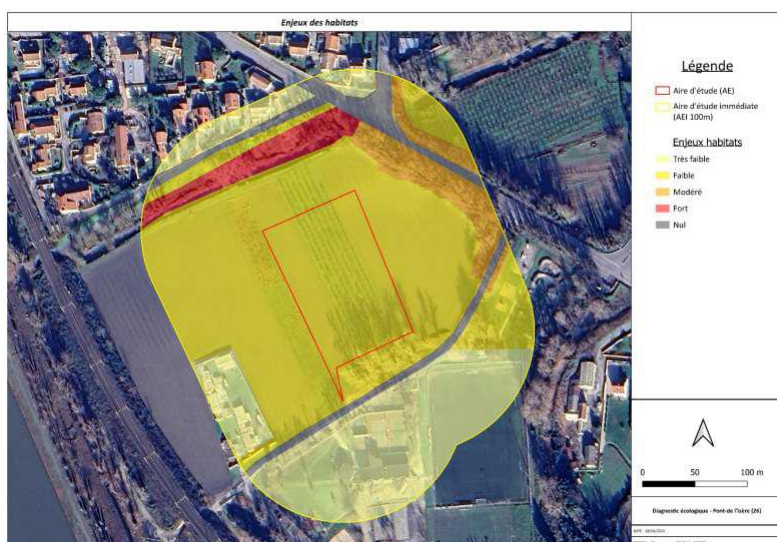 Enjeux des habitats
Légende
Aire d'étude (AE)
Aire d'étude immédiate
(AEI 100m)
Enjeux habitats
Très faible
Faible
Modéré
Fort
Nul
0 50 100 m
Diagnostic écologique - Pont-de l'Isère (26)